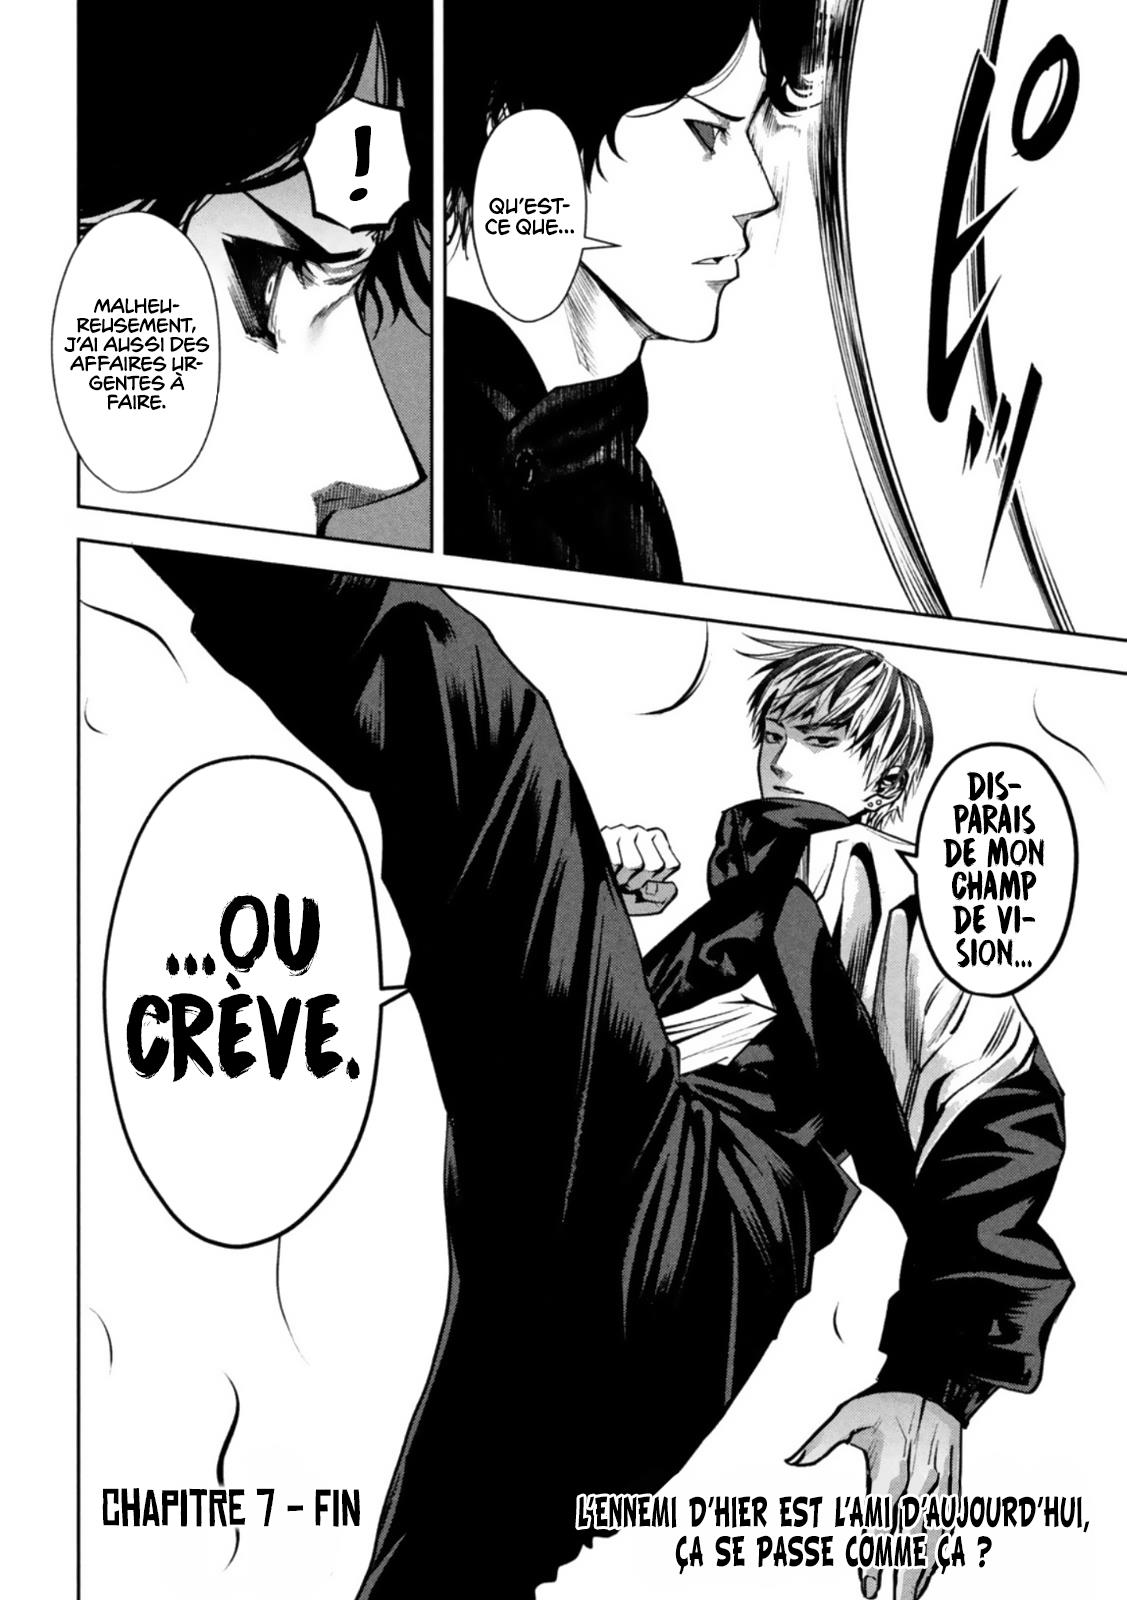 QU'EST-
CE QUE...
!
MALHEU-
REUSEMENT,
J'AI AUSSI DES
AFFAIRES UR-
GENTES À
FAIRE.
DIS-
PARAIS
DE MON
CHAMP
DE VI-
SION...
...OU
CRÈVE.
CHAPITRE 7 – FIN
L'ENNEMI D'HIER EST L'AMI D'AUJOURD'HUI,
ÇA SE PASSE COMME ÇA ?